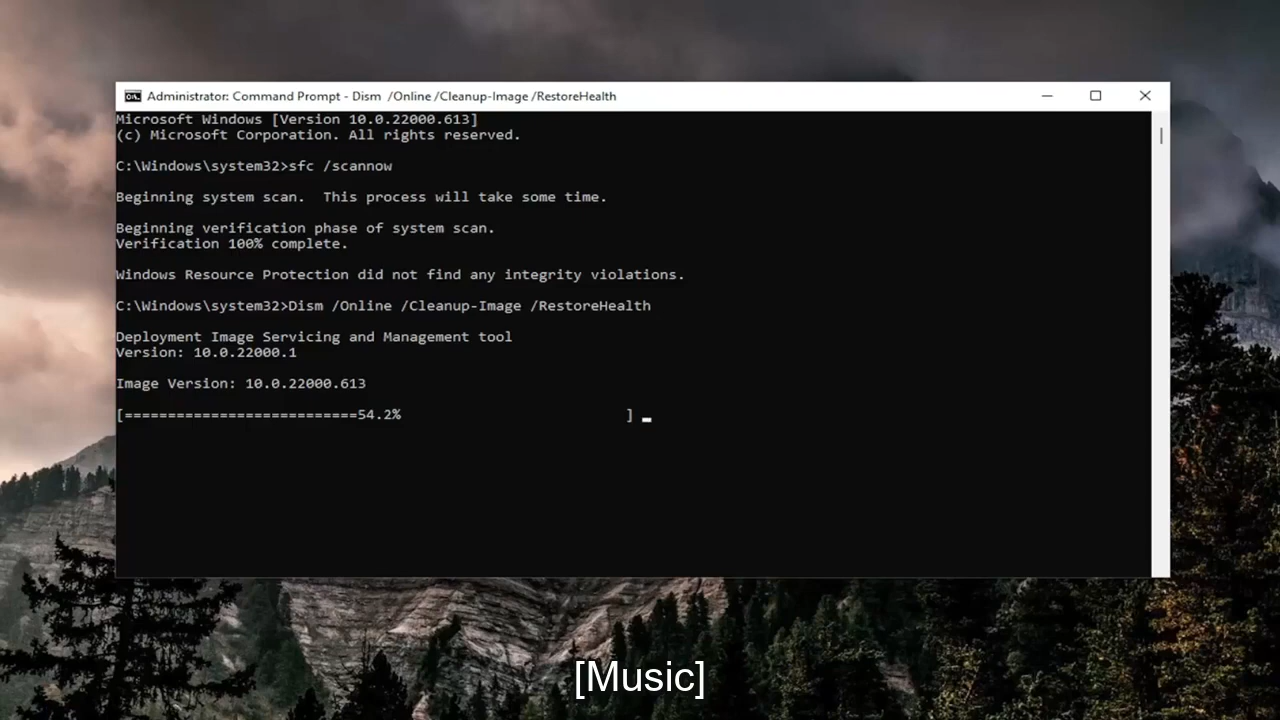 Administrator: Command Prompt - Dism  /Online /Cleanup-Image /RestoreHealth
Microsoft Windows [Version 10.0.22000.613]
(c) Microsoft Corporation. All rights reserved.
C:\Windows\system32>sfc /scannow
Beginning system scan.  This process will take some time.
Beginning verification phase of system scan.
Verification 100% complete.
Windows Resource Protection did not find any integrity violations.
C:\Windows\system32>Dism /Online /Cleanup-Image /RestoreHealth
Deployment Image Servicing and Management tool
Version: 10.0.22000.1
Image Version: 10.0.22000.613
[===========================54.2%                          ]
[Music]